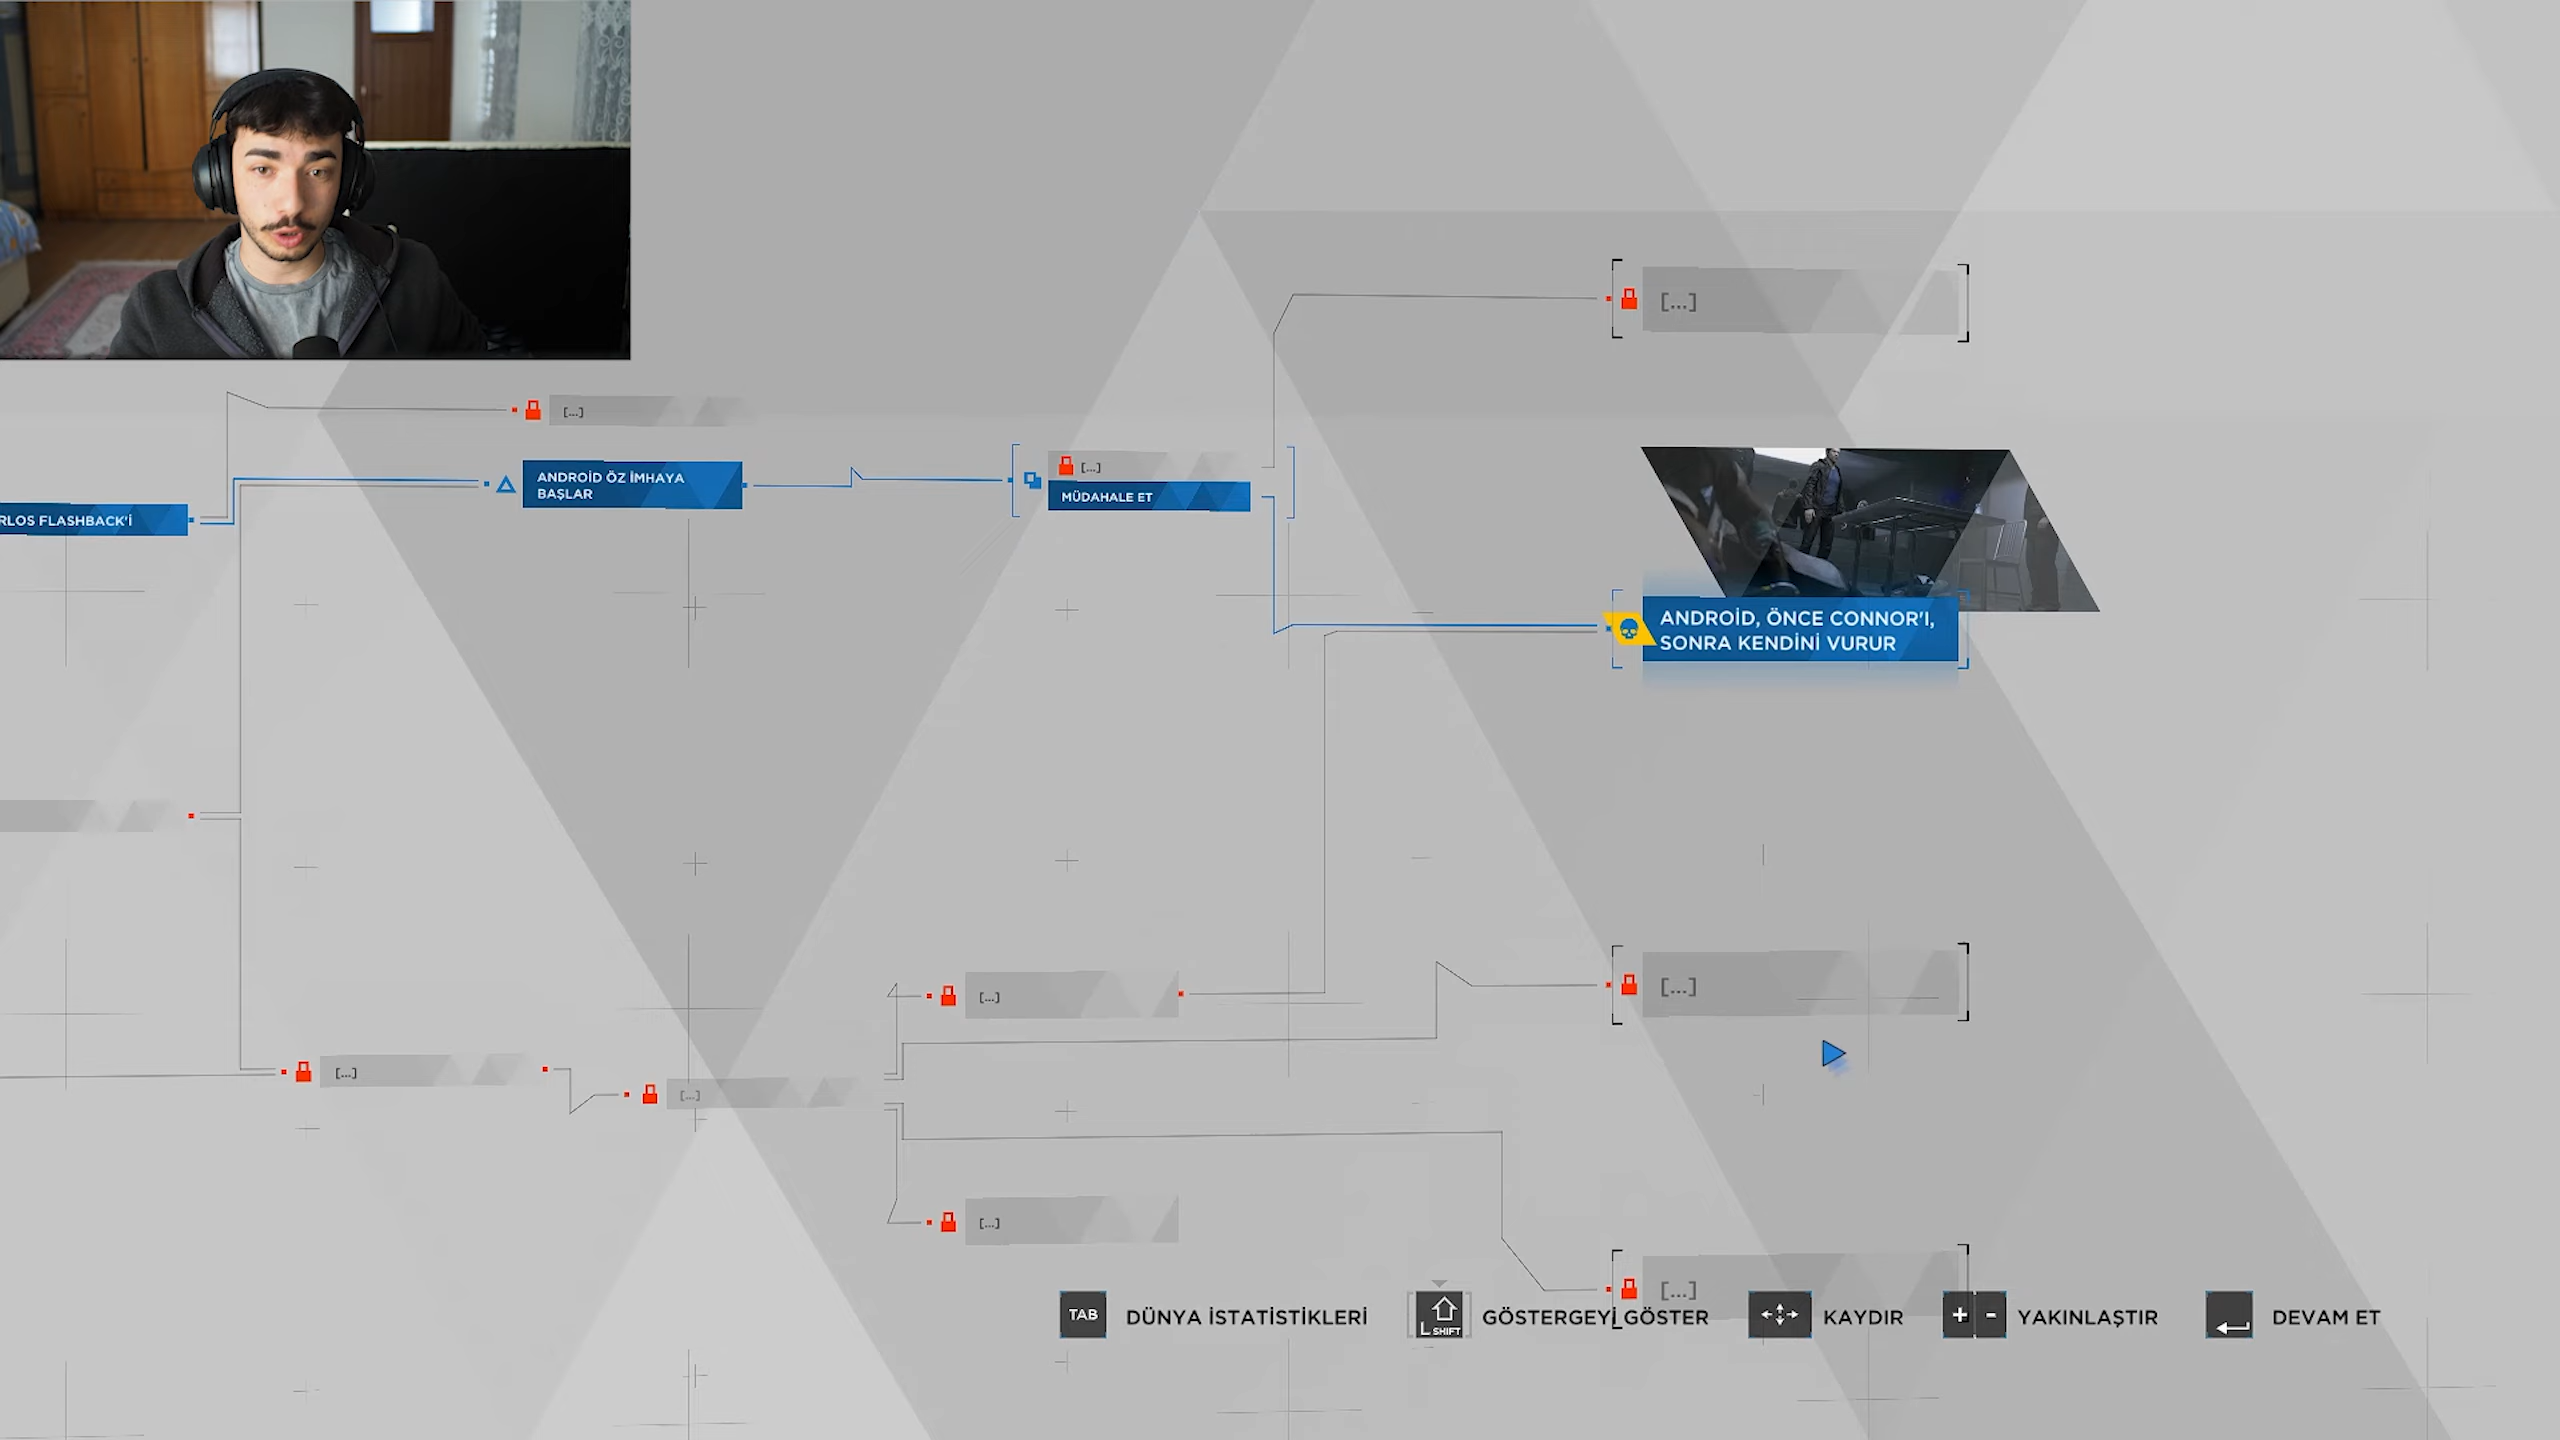 [...]
[...]
ANDROİD ÖZ İMHAYA
BAŞLAR
[...]
MÜDAHALE ET
RLOS FLASHBACK'İ
ANDROİD, ÖNCE CONNOR'I,
SONRA KENDİNİ VURUR
[...]
[...]
[...]
[...]
[...]
[...]
TAB DÜNYA İSTATİSTİKLERİ
L SHIFT GÖSTERGEYİ GÖSTER
KAYDIR
+ - YAKINLAŞTIR
DEVAM ET